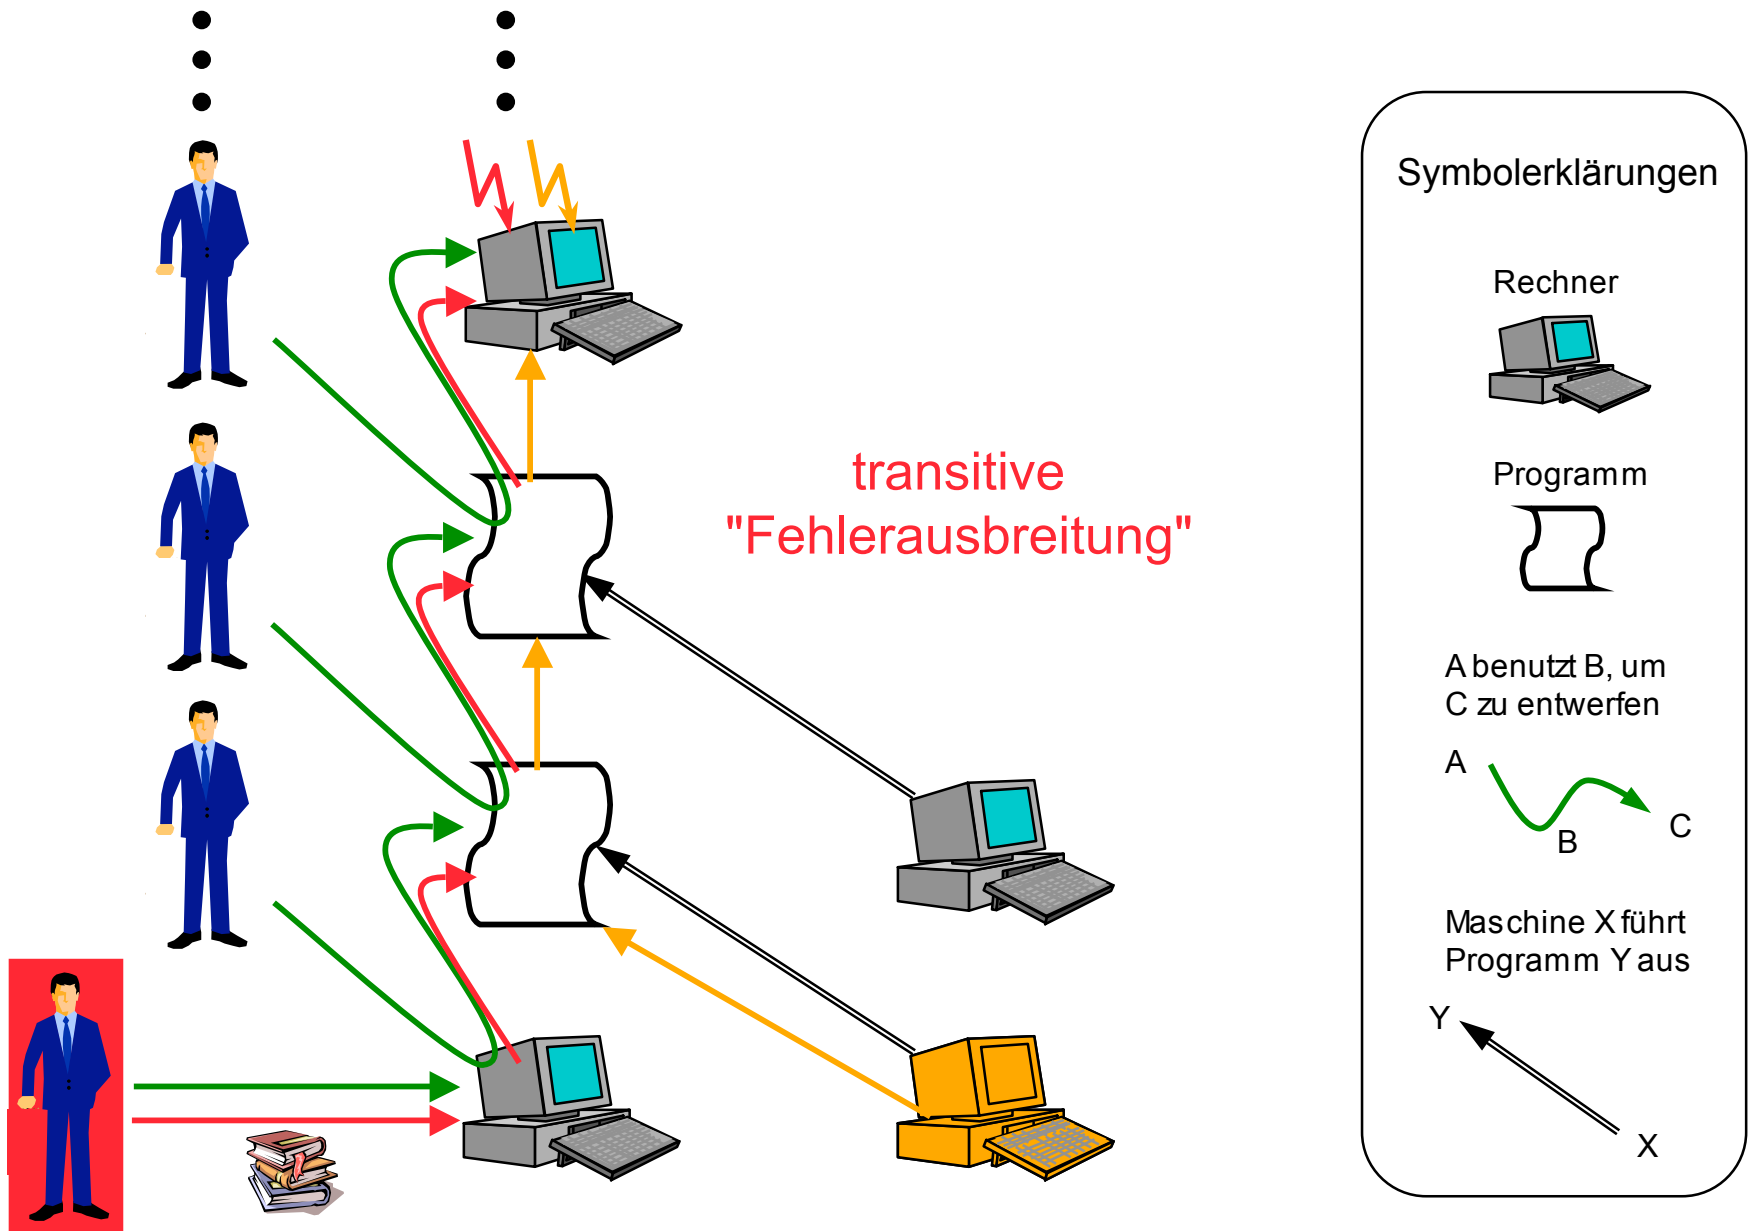 transitive
"Fehlerausbreitung"
Symbolerklärungen
Rechner
Programm
A benutzt B, um
C zu entwerfen
A
B
C
Maschine X führt
Programm Y aus
Y
X